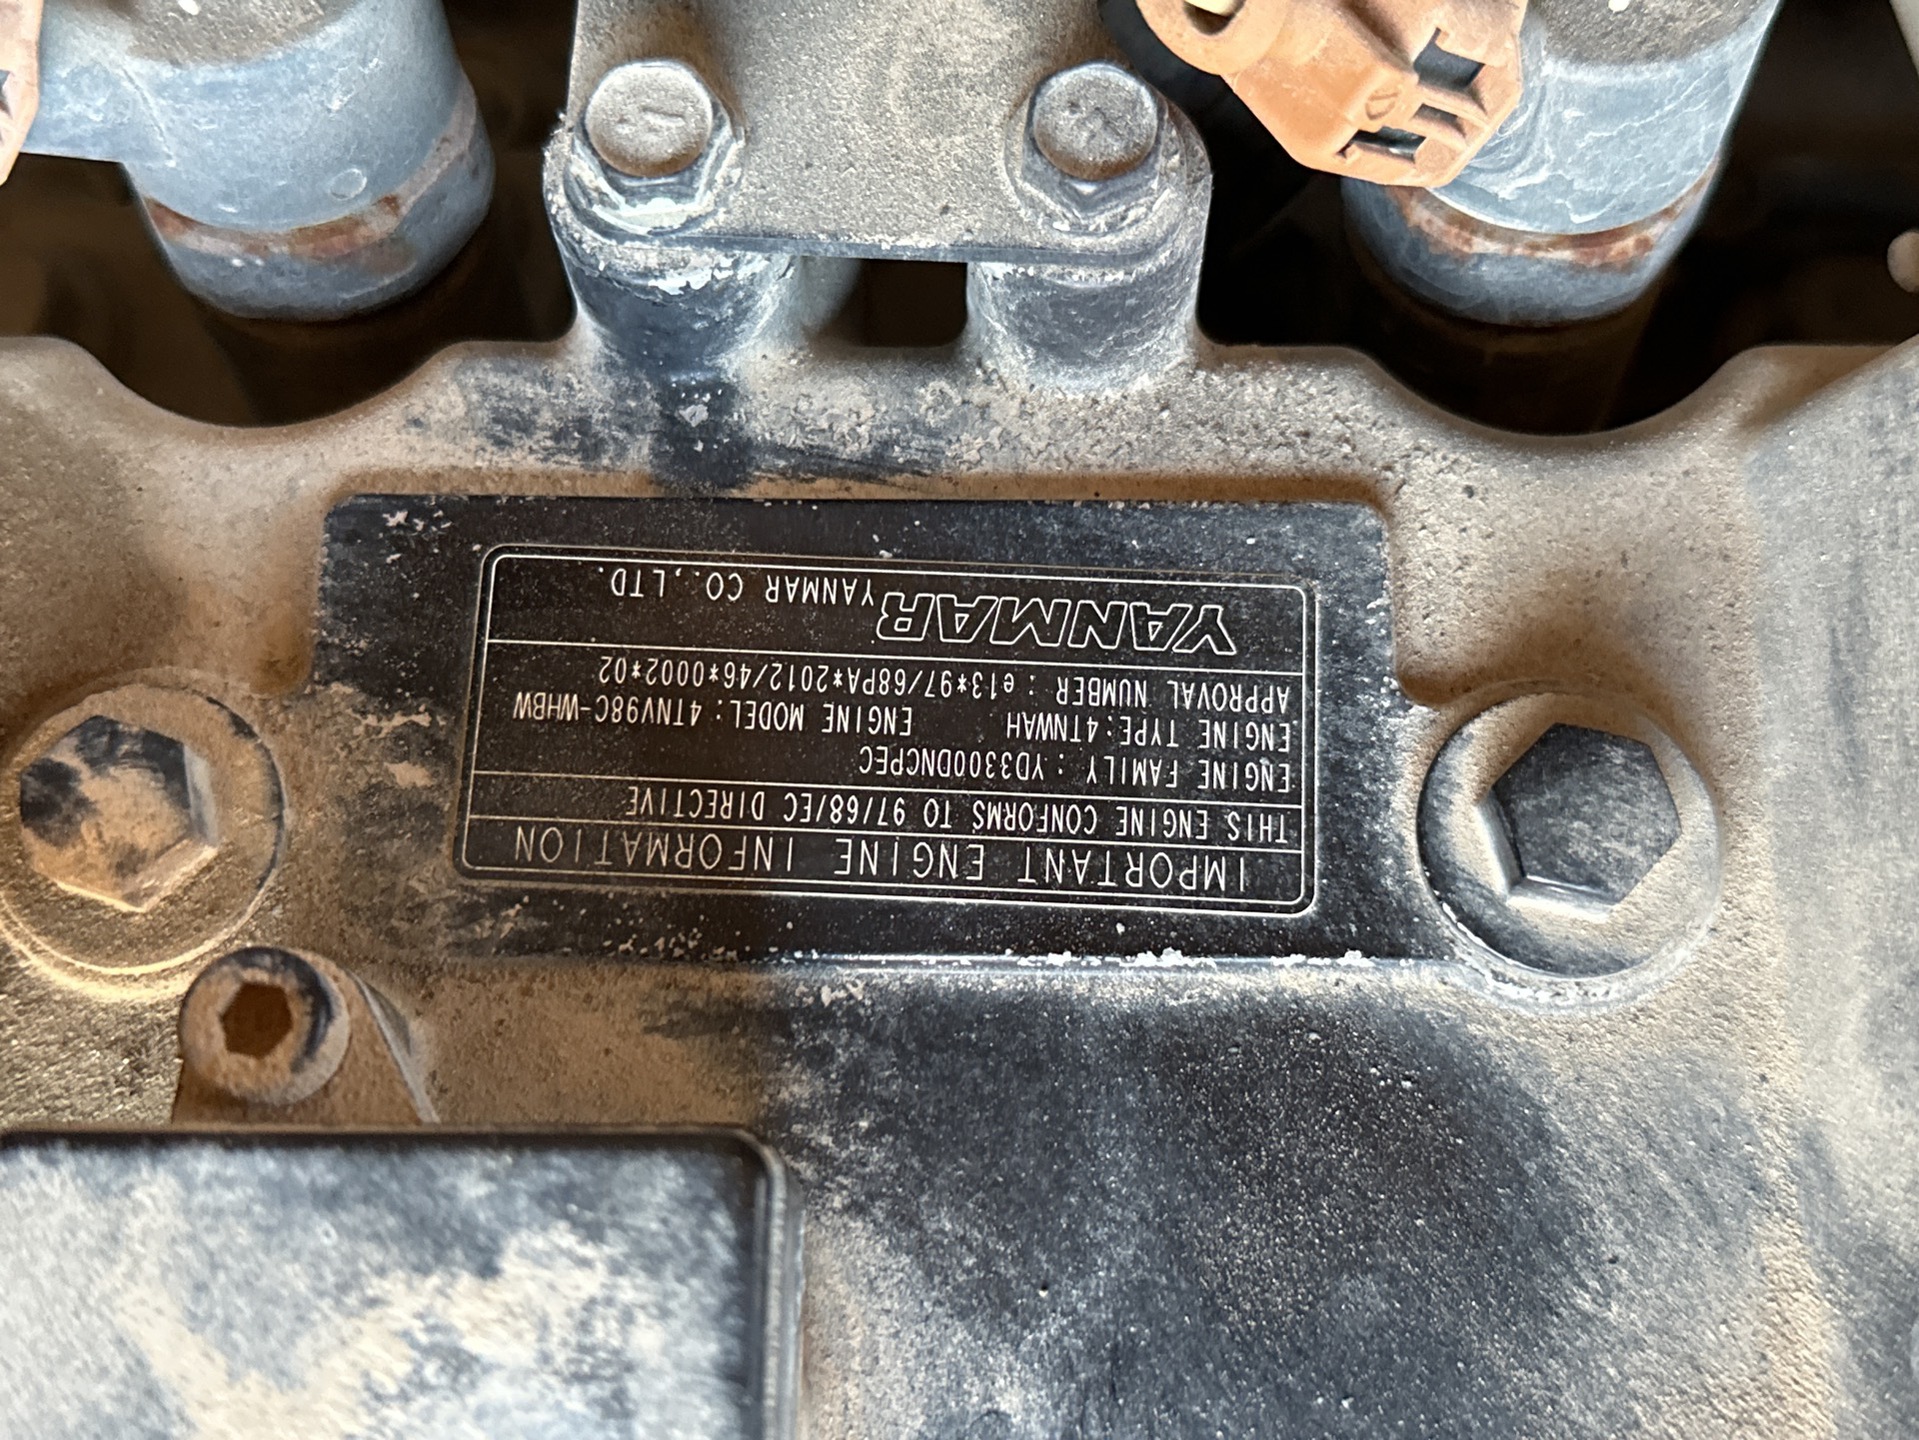 IMPORTANT ENGINE INFORMATION
THIS ENGINE CONFORMS TO 97/68/EC DIRECTIVE
ENGINE FAMILY : YD3300DNCPEC
ENGINE TYPE:4TNWAH ENGINE MODEL:4TNV98C-WHBW
APPROVAL NUMBER : e13*97/68PA*2012/46*0002*02
YANMAR YANMAR CO.,LTD.